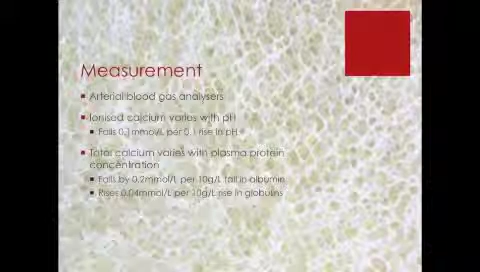 Measurement
Arterial blood gas analysers
Ionised calcium varies with pH
Falls 0.1mmol/L per 0.1 rise in pH
Total calcium varies with plasma protein
concentration
Falls by 0.2mmol/L per 10g/L fall in albumin
Rises 0.04mmol/L per 10g/L rise in globulins